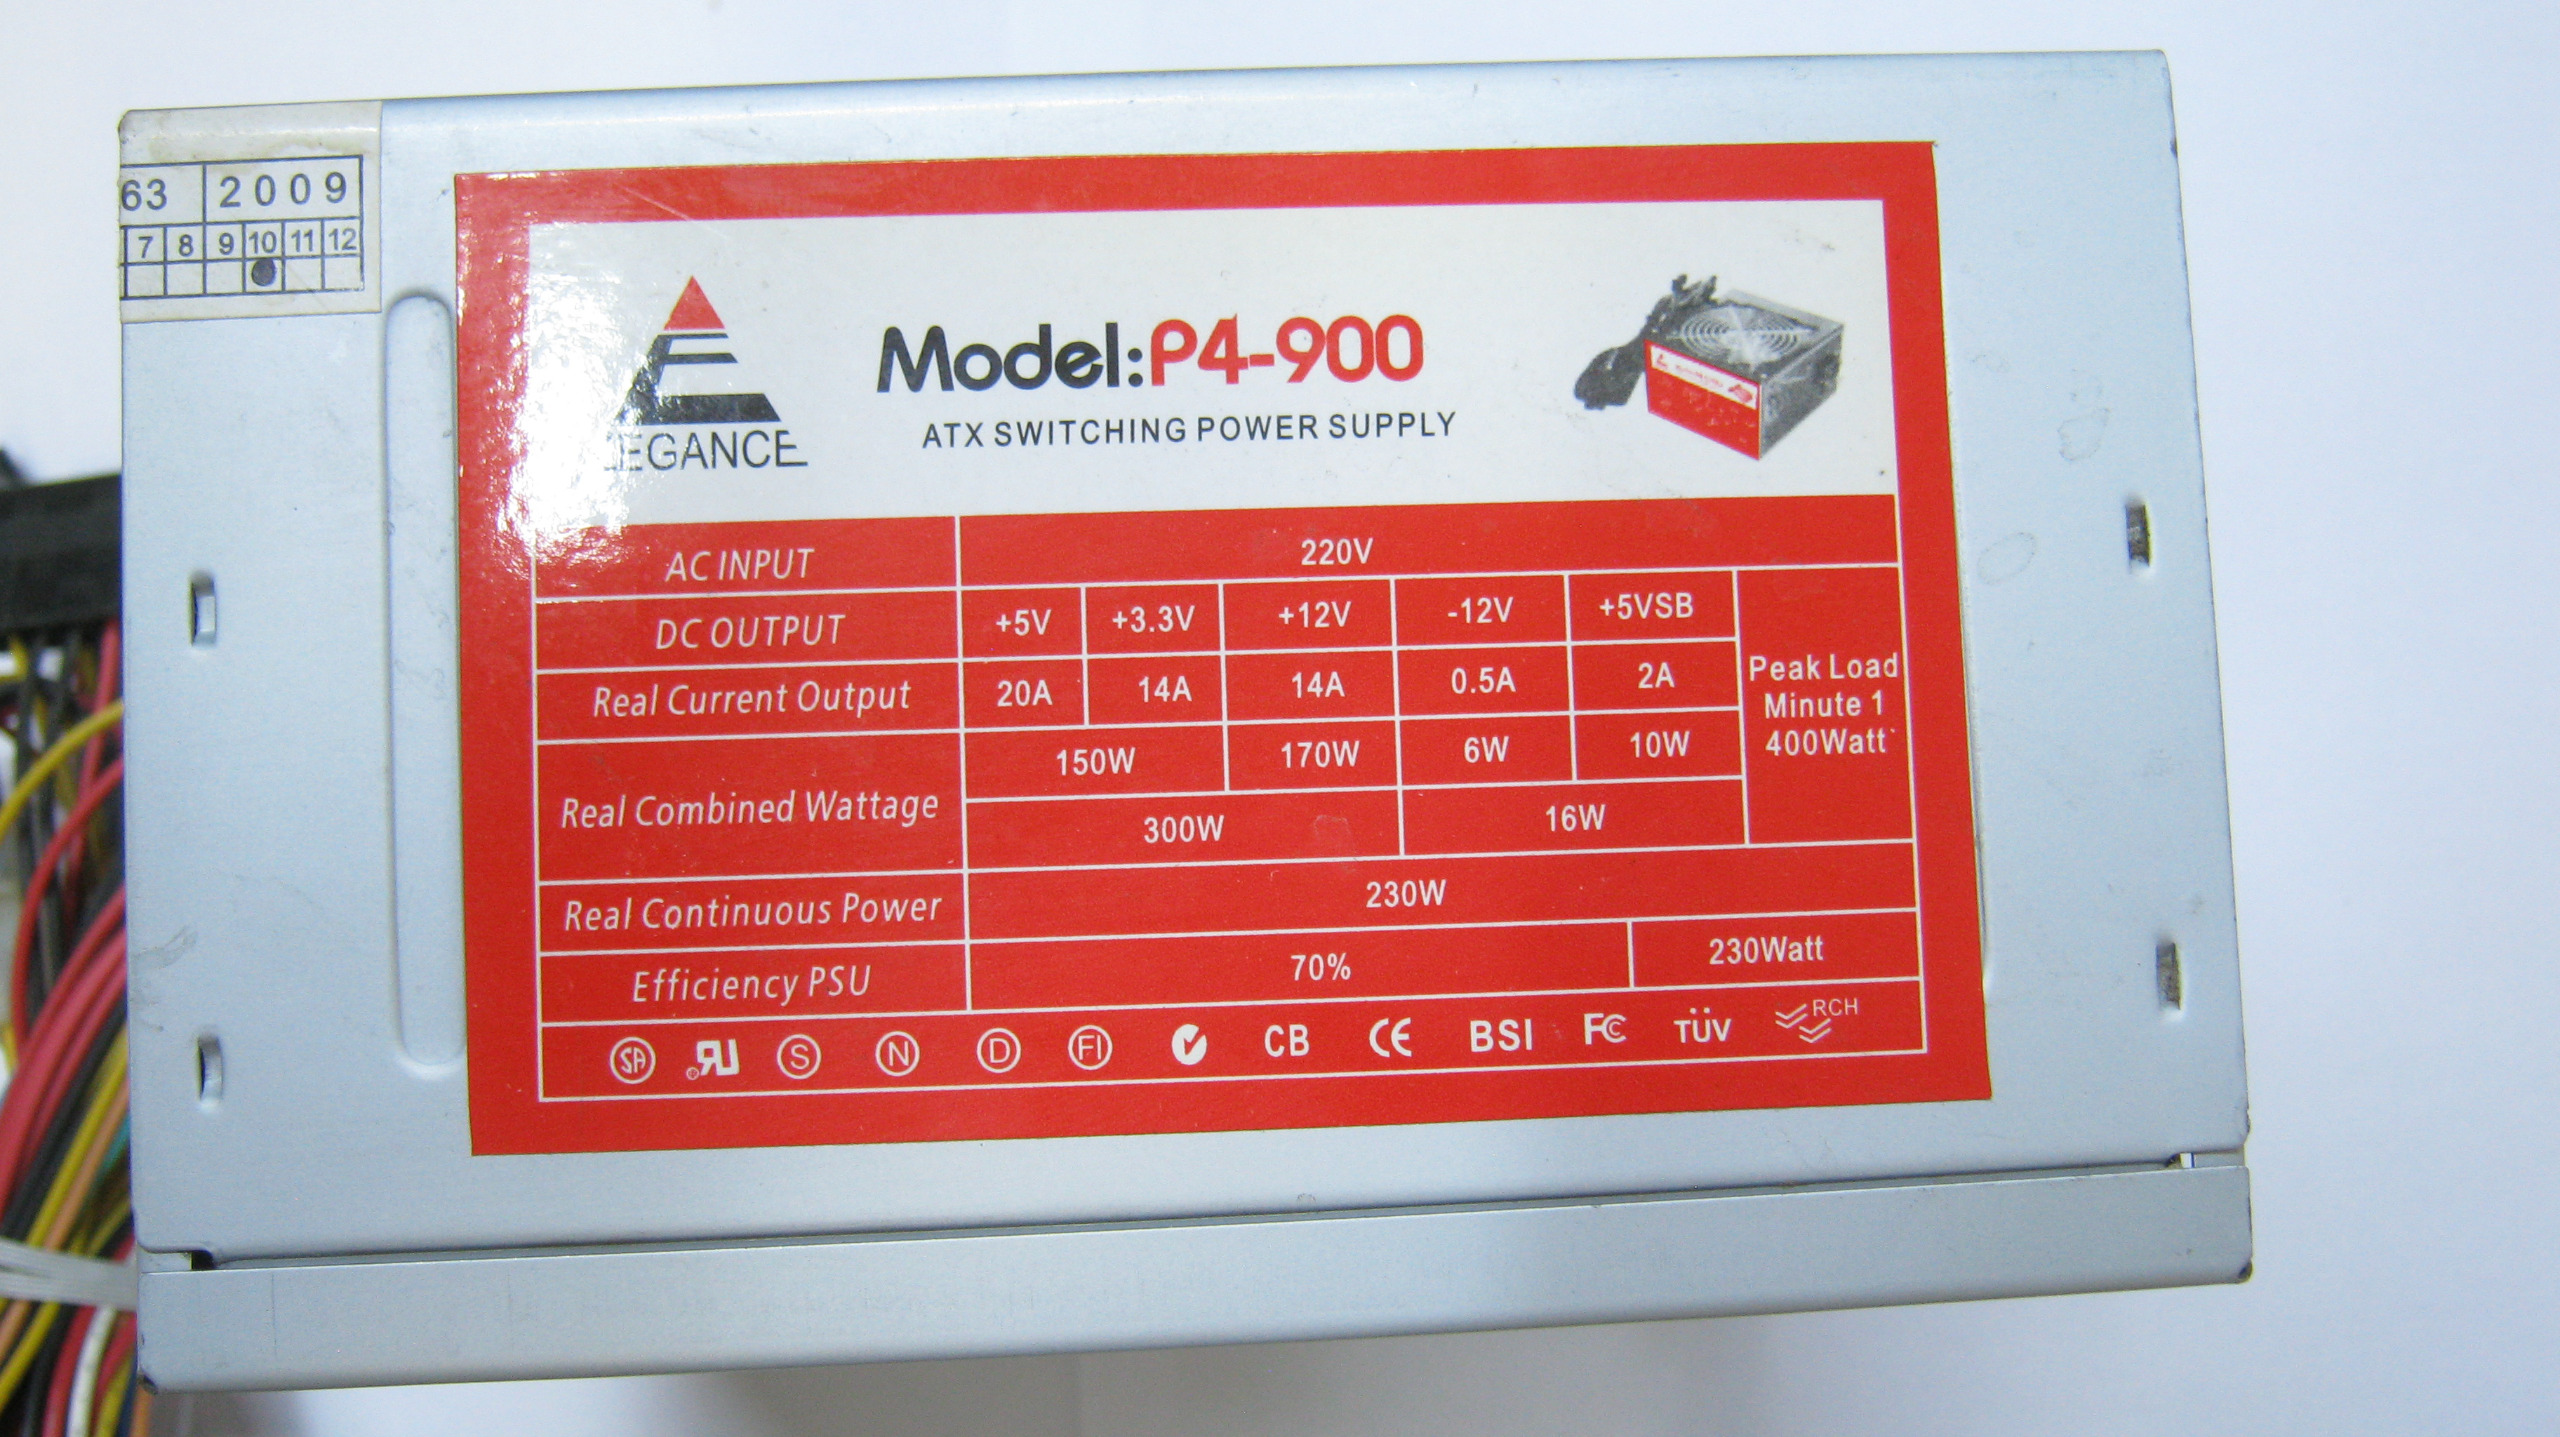 63 2009
7 8 9 10 11 12
EGANCE
Model:P4-900
ATX SWITCHING POWER SUPPLY
AC INPUT 220V
DC OUTPUT +5V +3.3V +12V -12V +5VSB
Real Current Output 20A 14A 14A 0.5A 2A
Peak Load
Minute 1
400Watt
Real Combined Wattage 150W 170W 6W 10W
300W 16W
Real Continuous Power 230W
Efficiency PSU 70% 230Watt
SA RU S N D FI CB CE BSI FC TÜV RCH